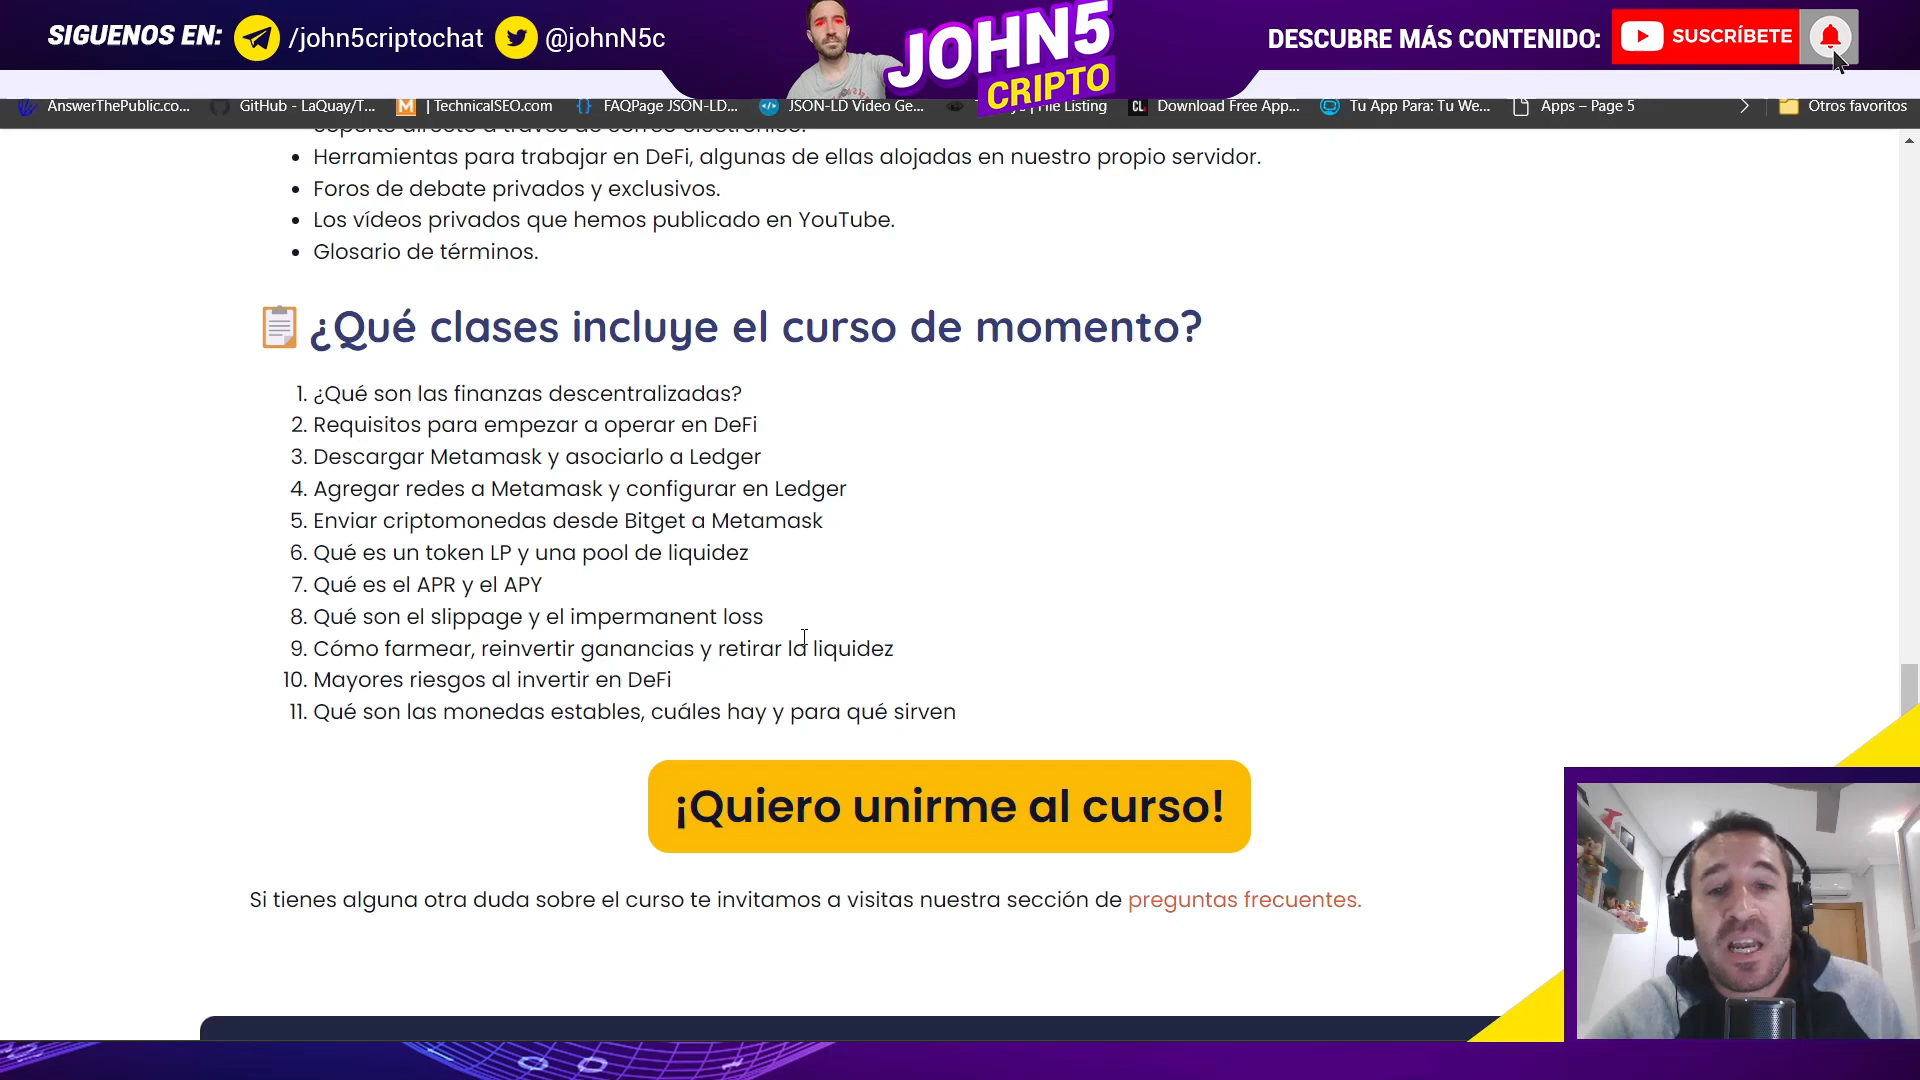 SIGUENOS EN: /john5criptochat @johnN5c
JOHN5
CRIPTO
DESCUBRE MÁS CONTENIDO: SUSCRÍBETE
AnswerThePublic.co... GitHub - LaQuay/T... | TechnicalSEO.com FAQPage JSON-LD... JSON-LD Video Ge... File Listing Download Free App... Tu App Para: Tu We... Apps – Page 5 Otros favoritos
soporte directo a través de correo electrónico.
• Herramientas para trabajar en DeFi, algunas de ellas alojadas en nuestro propio servidor.
• Foros de debate privados y exclusivos.
• Los vídeos privados que hemos publicado en YouTube.
• Glosario de términos.
¿Qué clases incluye el curso de momento?
1. ¿Qué son las finanzas descentralizadas?
2. Requisitos para empezar a operar en DeFi
3. Descargar Metamask y asociarlo a Ledger
4. Agregar redes a Metamask y configurar en Ledger
5. Enviar criptomonedas desde Bitget a Metamask
6. Qué es un token LP y una pool de liquidez
7. Qué es el APR y el APY
8. Qué son el slippage y el impermanent loss
9. Cómo farmear, reinvertir ganancias y retirar la liquidez
10. Mayores riesgos al invertir en DeFi
11. Qué son las monedas estables, cuáles hay y para qué sirven
¡Quiero unirme al curso!
Si tienes alguna otra duda sobre el curso te invitamos a visitas nuestra sección de preguntas frecuentes.